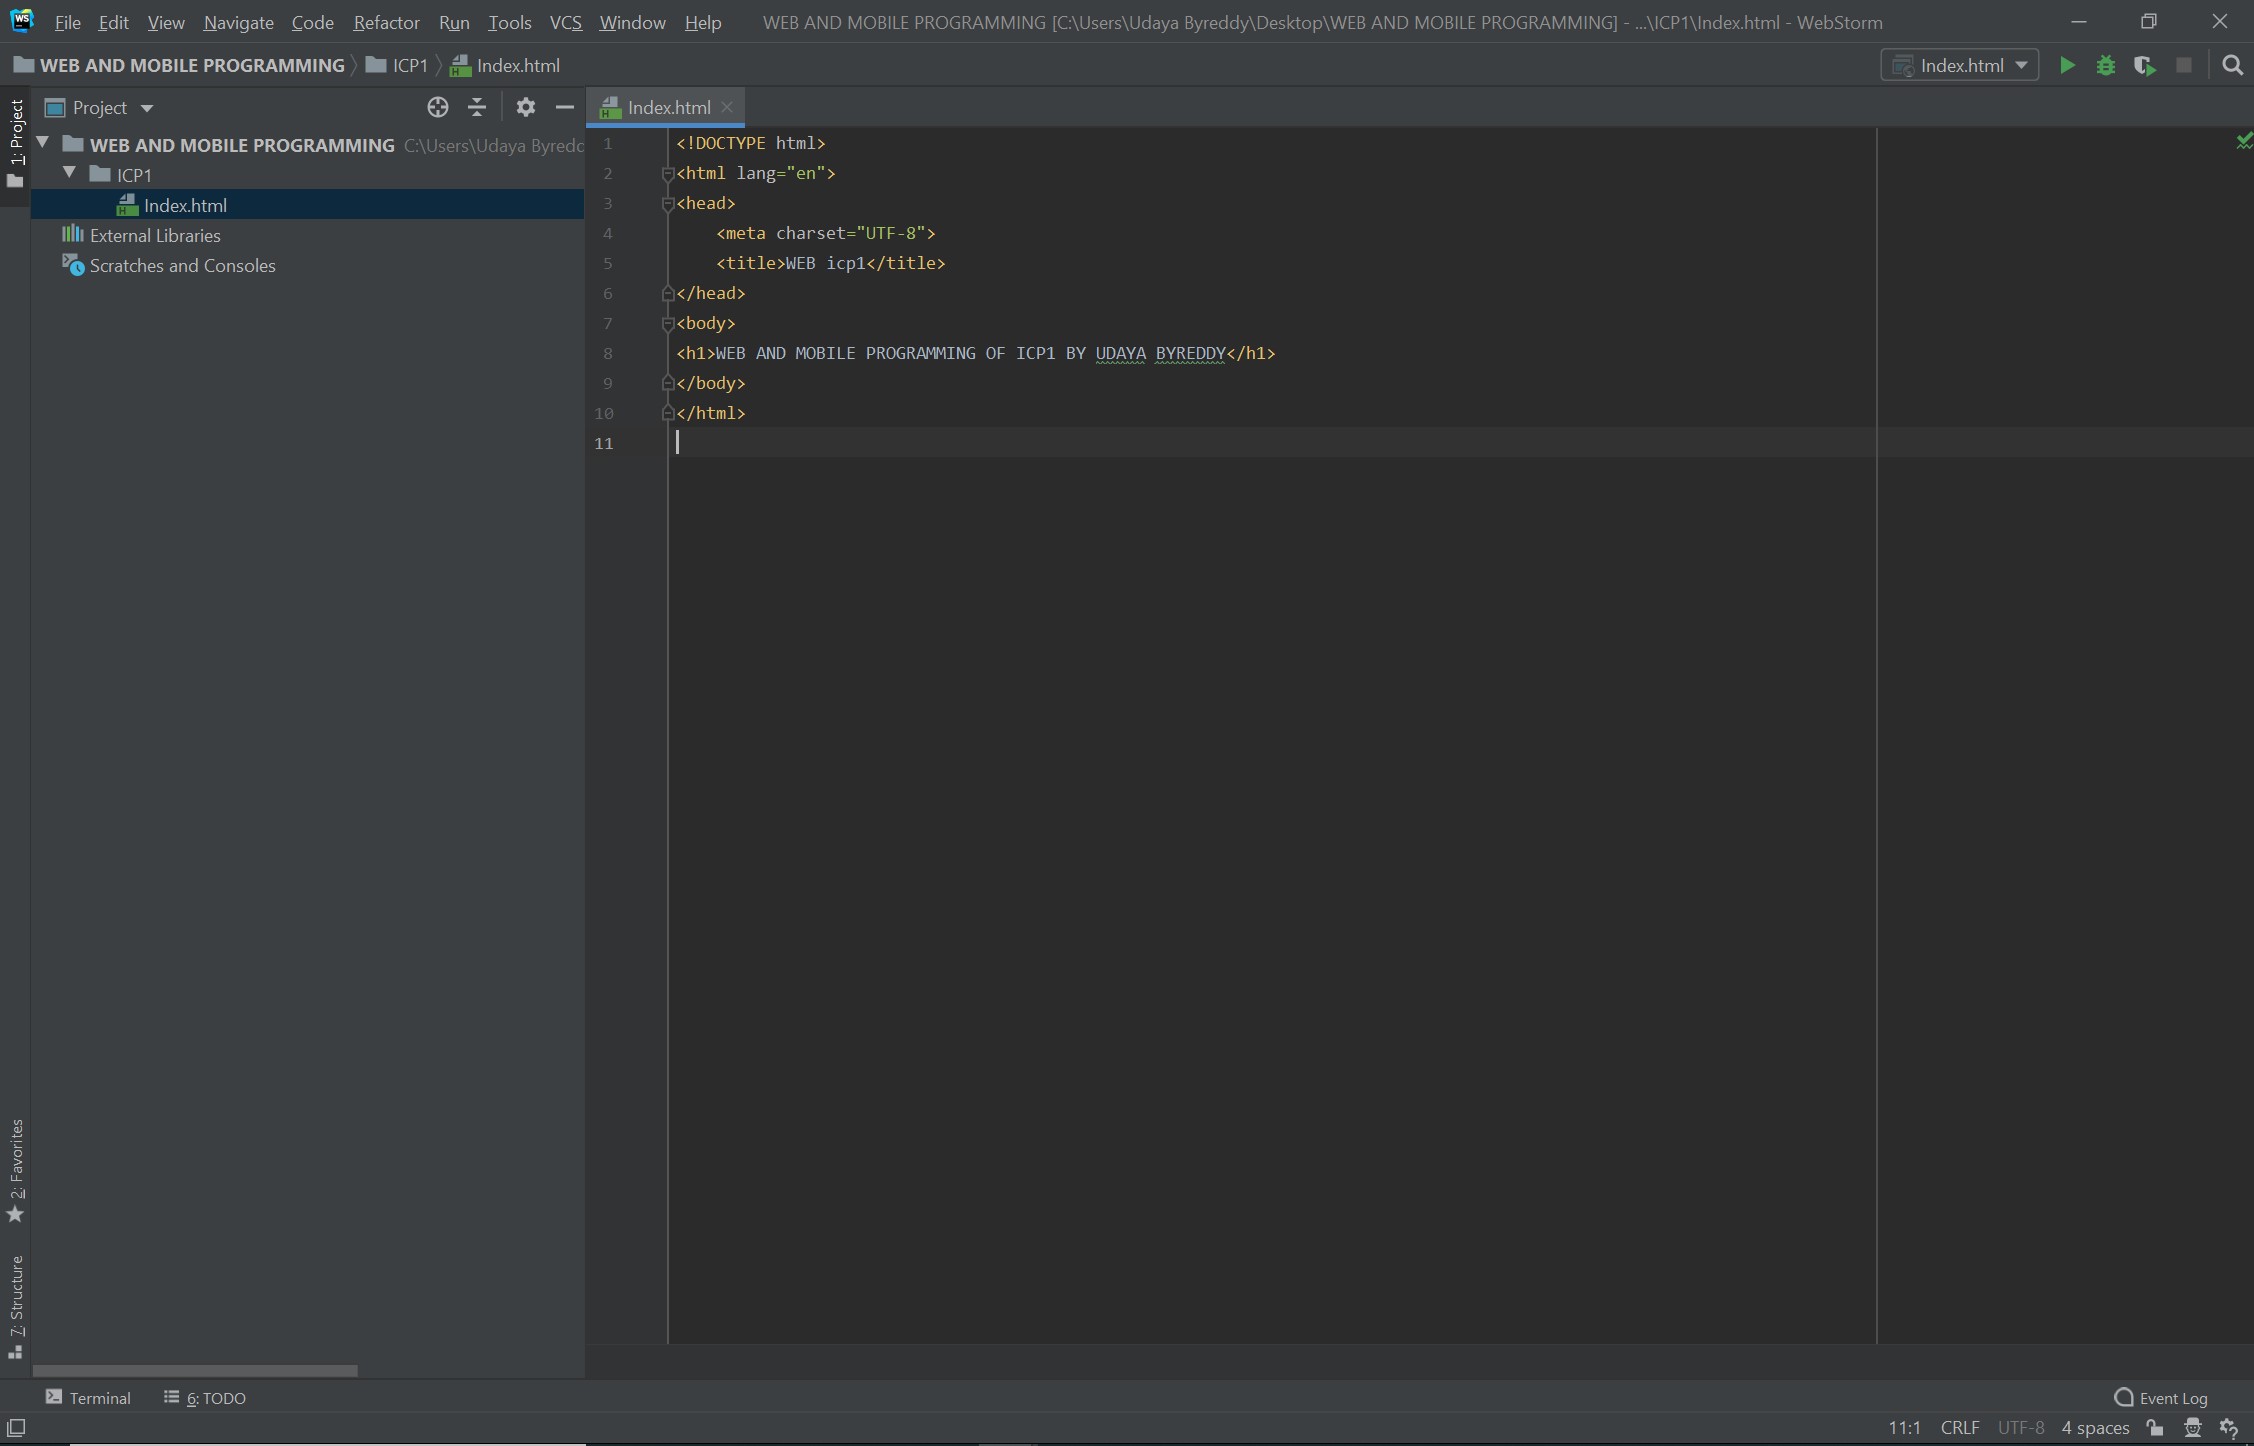 WS File Edit View Navigate Code Refactor Run Tools VCS Window Help WEB AND MOBILE PROGRAMMING [C:\Users\Udaya Byreddy\Desktop\WEB AND MOBILE PROGRAMMING] - ...\ICP1\Index.html - WebStorm
WEB AND MOBILE PROGRAMMING ICP1 Index.html
Index.html
1: Project
Project
Index.html
WEB AND MOBILE PROGRAMMING C:\Users\Udaya Byredc
ICP1
Index.html
External Libraries
Scratches and Consoles
1 <!DOCTYPE html>
2 <html lang="en">
3 <head>
4 <meta charset="UTF-8">
5 <title>WEB icp1</title>
6 </head>
7 <body>
8 <h1>WEB AND MOBILE PROGRAMMING OF ICP1 BY UDAYA BYREDDY</h1>
9 </body>
10 </html>
11
2: Favorites
7: Structure
Terminal 6: TODO
Event Log
11:1 CRLF UTF-8 4 spaces